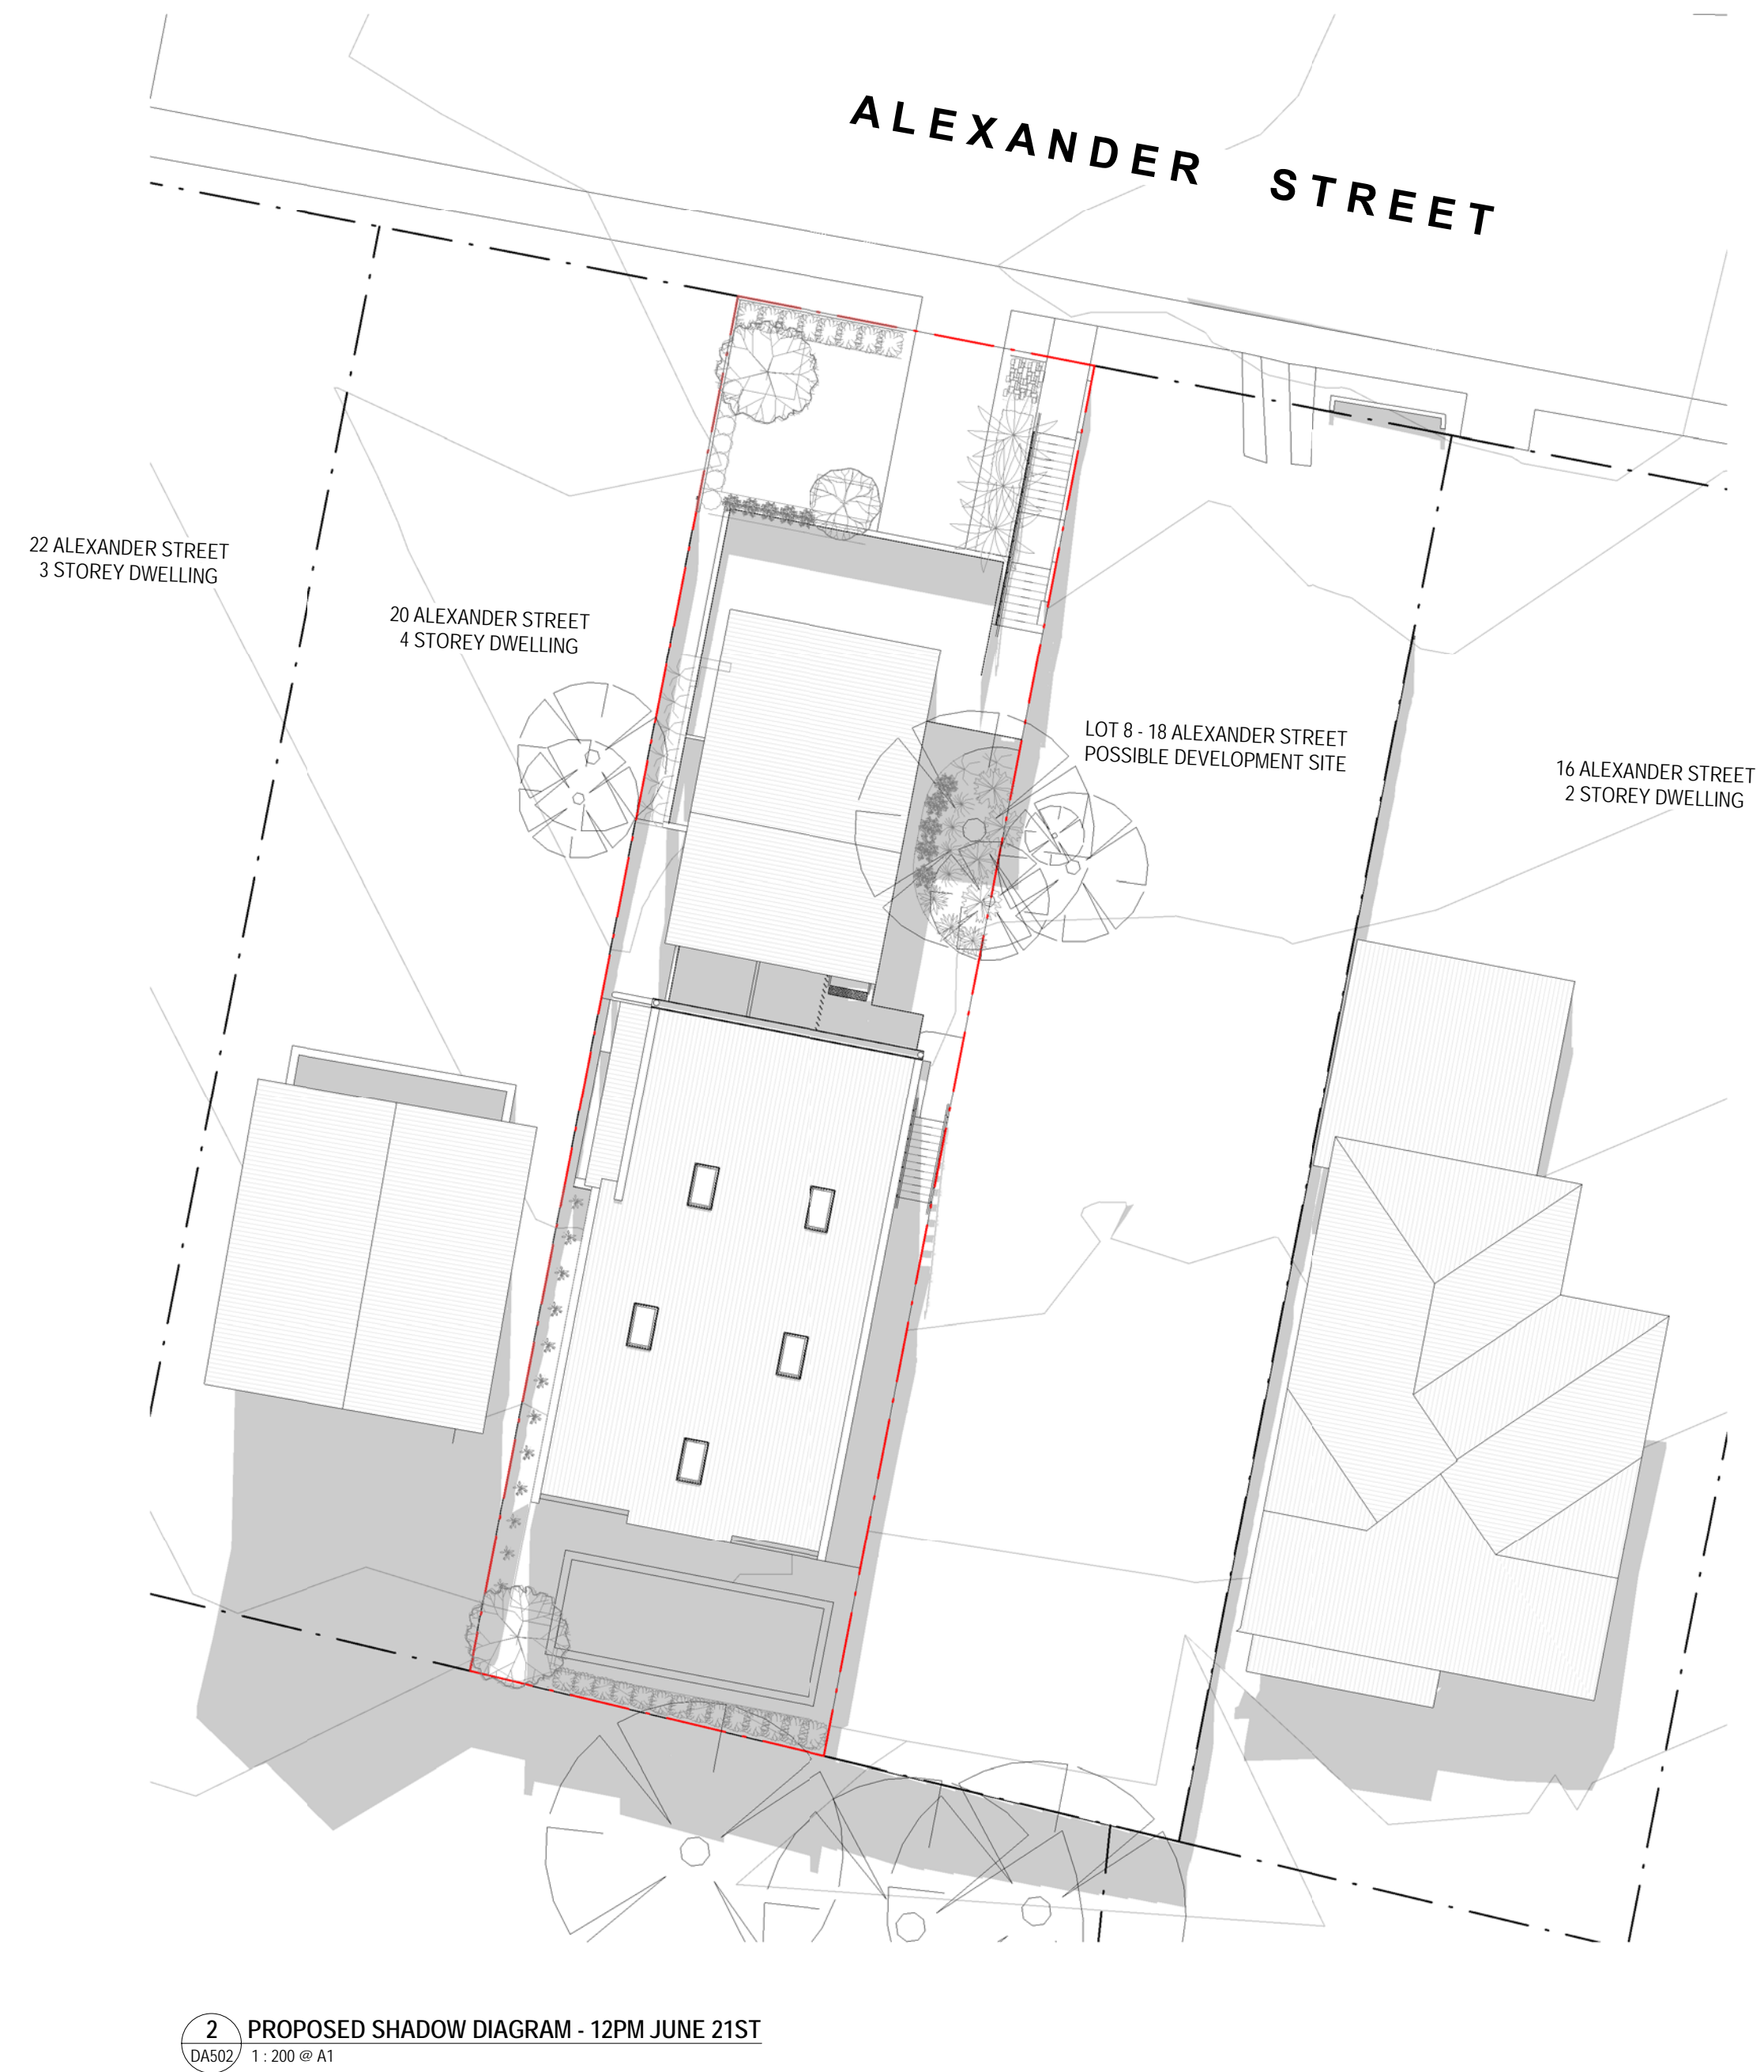 ALEXANDER STREET
22 ALEXANDER STREET
3 STOREY DWELLING
20 ALEXANDER STREET
4 STOREY DWELLING
LOT 8 - 18 ALEXANDER STREET
POSSIBLE DEVELOPMENT SITE
16 ALEXANDER STREET
2 STOREY DWELLING
2 PROPOSED SHADOW DIAGRAM - 12PM JUNE 21ST
DA502 1 : 200 @ A1